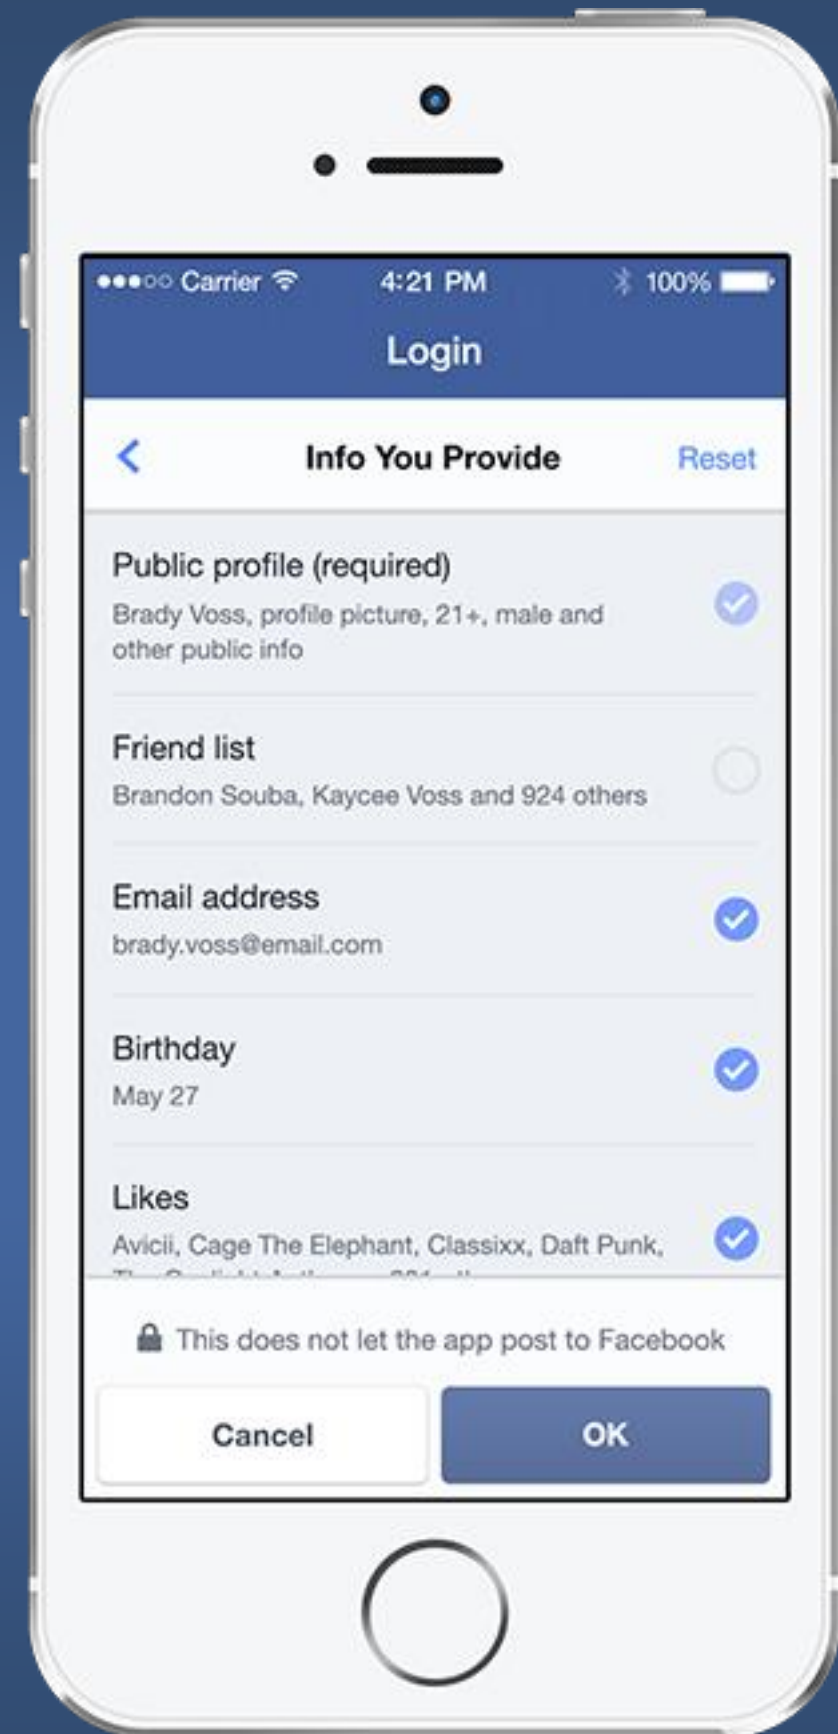 Carrier 4:21 PM 100%
Login
Info You Provide Reset
Public profile (required)
Brady Voss, profile picture, 21+, male and
other public info
Friend list
Brandon Souba, Kaycee Voss and 924 others
Email address
brady.voss@email.com
Birthday
May 27
Likes
Avicii, Cage The Elephant, Classixx, Daft Punk,
This does not let the app post to Facebook
Cancel OK